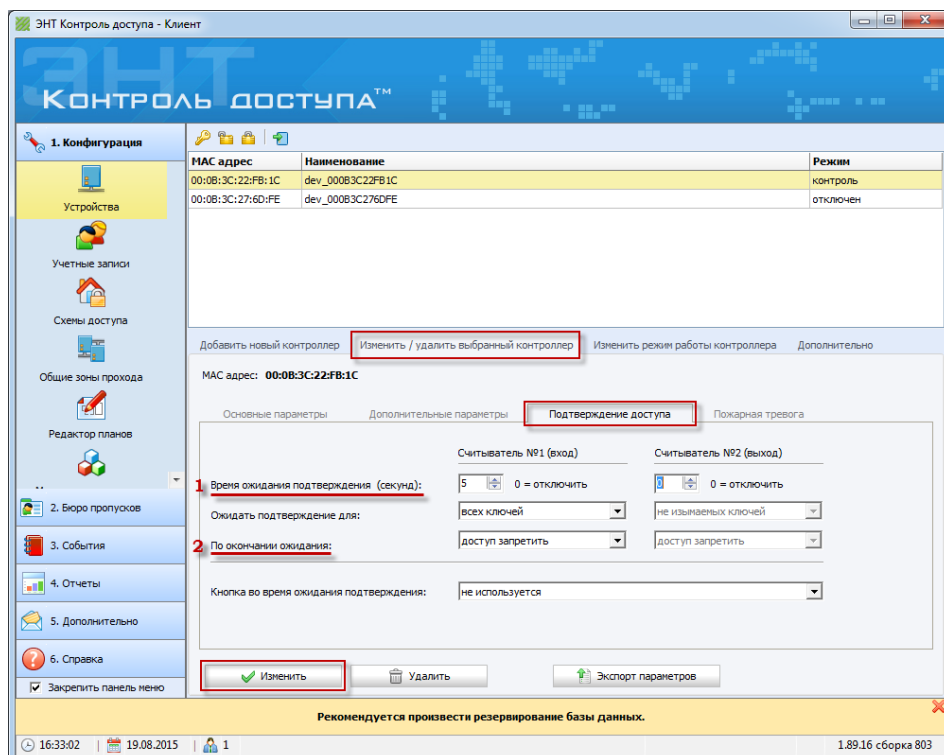 ЭНТ Контроль доступа - Клиент
ЭНТ
Контроль доступа™
1. Конфигурация
Устройства
Учетные записи
Схемы доступа
Общие зоны прохода
Редактор планов
2. Бюро пропусков
3. События
4. Отчеты
5. Дополнительно
6. Справка
Закрепить панель меню
MAC адрес Наименование Режим
00:0B:3C:22:FB:1C dev_000B3C22FB1C контроль
00:0B:3C:27:6D:FE dev_000B3C276DFE отключен
Добавить новый контроллер Изменить / удалить выбранный контроллер Изменить режим работы контроллера Дополнительно
MAC адрес: 00:0B:3C:22:FB:1C
Основные параметры Дополнительные параметры Подтверждение доступа Пожарная тревога
Считыватель №1 (вход) Считыватель №2 (выход)
1 Время ожидания подтверждения (секунд): 5 0 = отключить 0 0 = отключить
Ожидать подтверждение для: всех ключей не изымаемых ключей
2 По окончании ожидания: доступ запретить доступ запретить
Кнопка во время ожидания подтверждения: не используется
Изменить Удалить Экспорт параметров
Рекомендуется произвести резервирование базы данных.
16:33:02 19.08.2015 1 1.89.16 сборка 803